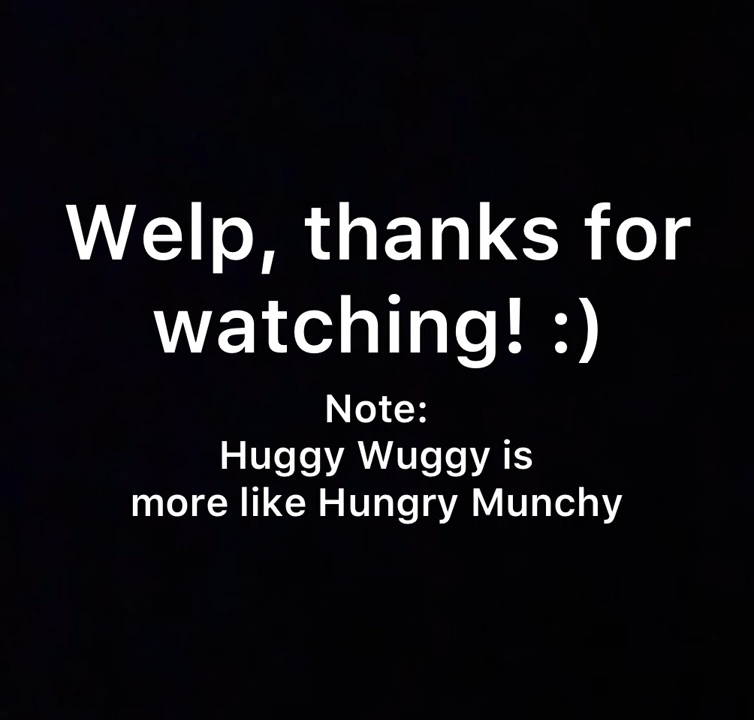 Welp, thanks for
watching! :)
Note:
Huggy Wuggy is
more like Hungry Munchy